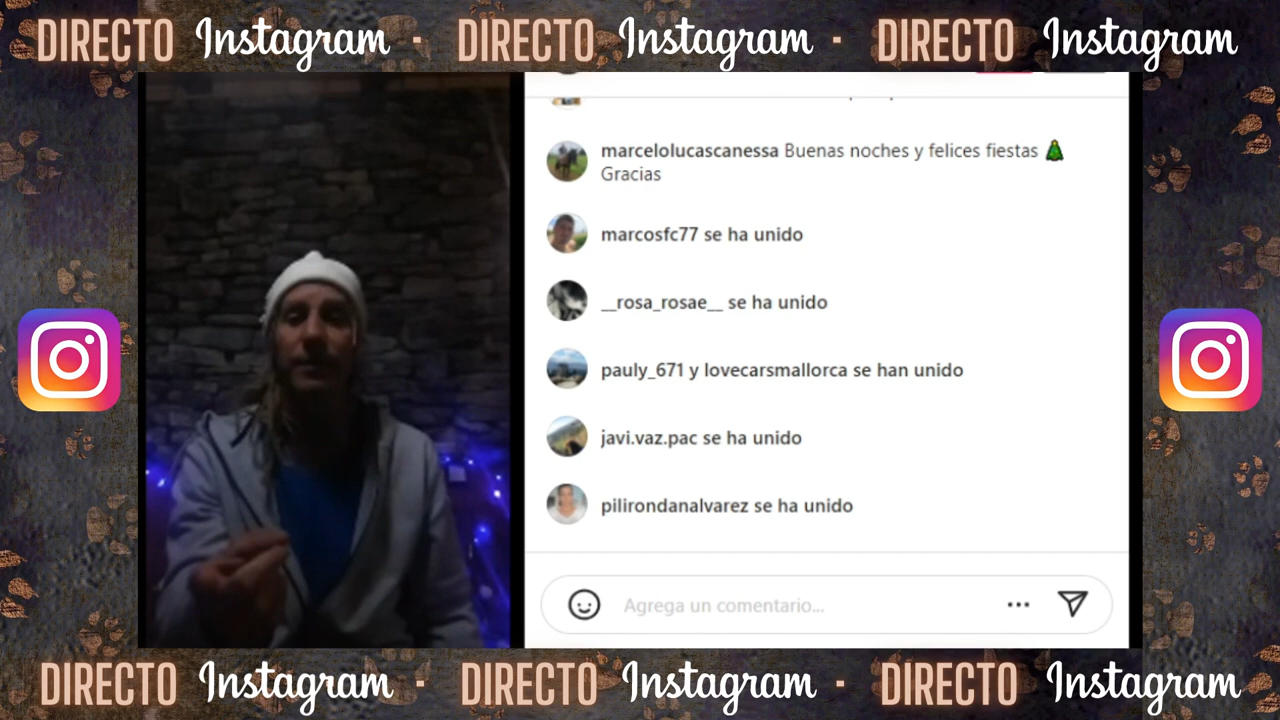 DIRECTO Instagram · DIRECTO Instagram · DIRECTO Instagram
marcelolucascanessa Buenas noches y felices fiestas 🎄
Gracias
marcosfc77 se ha unido
__rosa_rosae__ se ha unido
pauly_671 y lovecarsmallorca se han unido
javi.vaz.pac se ha unido
pilirondanalvarez se ha unido
Agrega un comentario...
DIRECTO Instagram · DIRECTO Instagram · DIRECTO Instagram